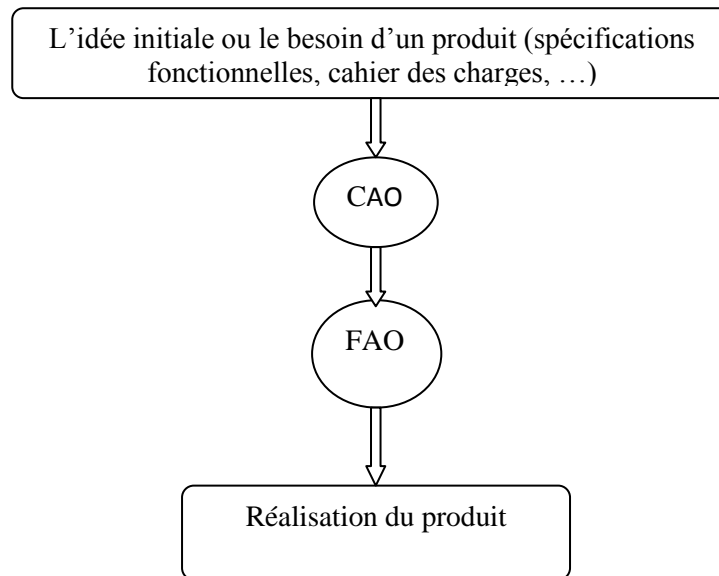 L’idée initiale ou le besoin d’un produit (spécifications
fonctionnelles, cahier des charges, …)
CAO
FAO
Réalisation du produit